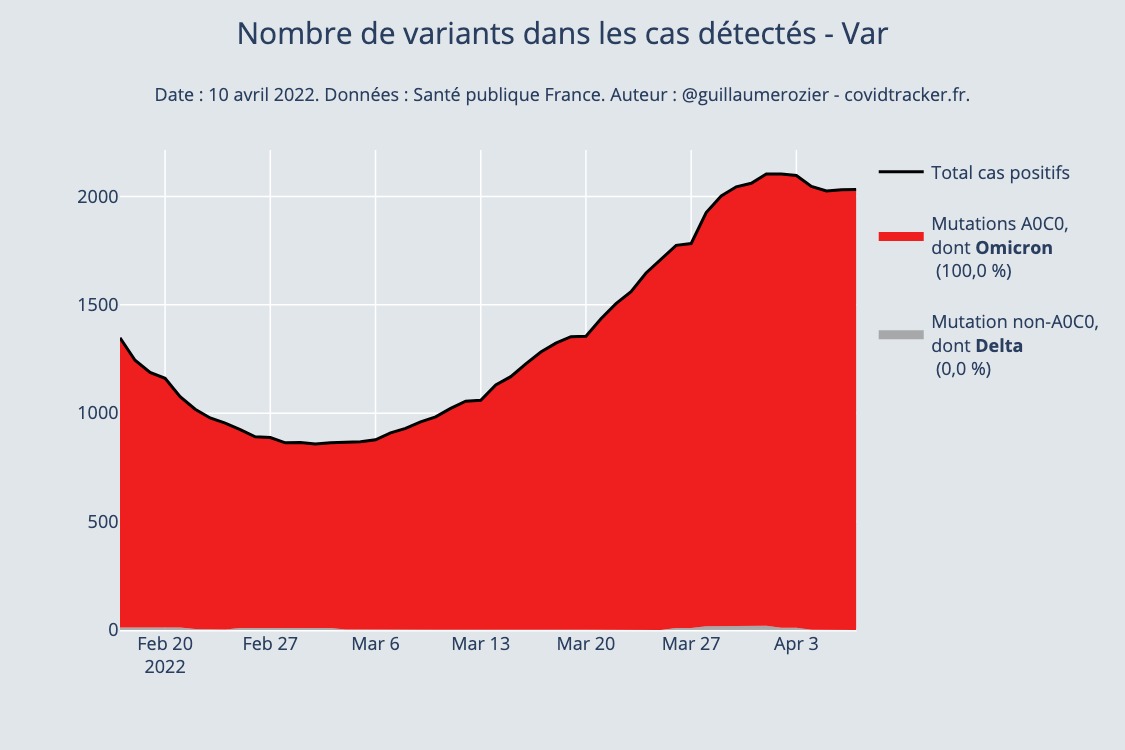 Nombre de variants dans les cas détectés - Var
Date : 10 avril 2022. Données : Santé publique France. Auteur : @guillaumerozier - covidtracker.fr.
2000
1500
1000
500
0
Feb 20
2022
Feb 27
Mar 6
Mar 13
Mar 20
Mar 27
Apr 3
Total cas positifs
Mutations A0C0,
dont Omicron
(100,0 %)
Mutation non-A0C0,
dont Delta
(0,0 %)